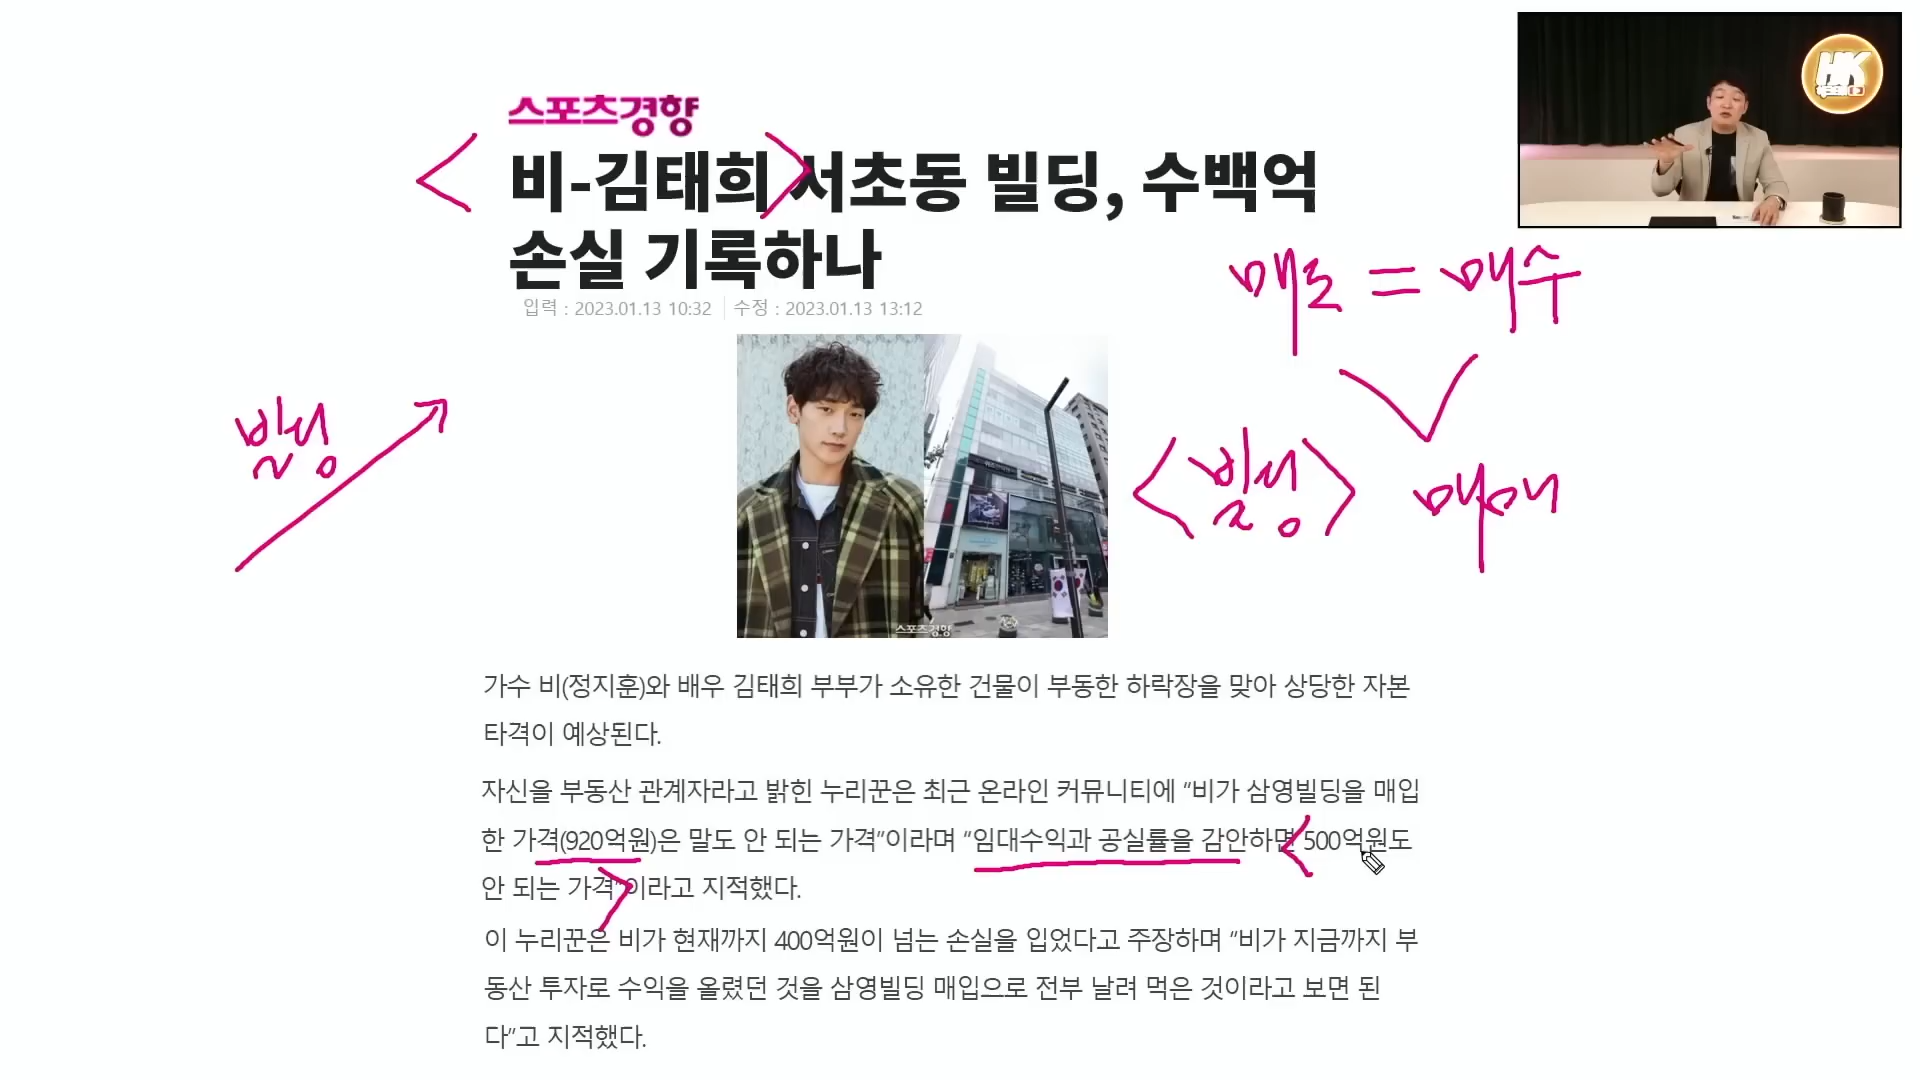 HK
스포츠경향
비-김태희 서초동 빌딩, 수백억
손실 기록하나
입력 : 2023.01.13 10:32 수정 : 2023.01.13 13:12
매도 = 매수
빌딩
빌딩 매매
스포츠경향
가수 비(정지훈)와 배우 김태희 부부가 소유한 건물이 부동한 하락장을 맞아 상당한 자본
타격이 예상된다.
자신을 부동산 관계자라고 밝힌 누리꾼은 최근 온라인 커뮤니티에 “비가 삼영빌딩을 매입
한 가격(920억원)은 말도 안 되는 가격”이라며 “임대수익과 공실률을 감안하면 500억원도
안 되는 가격”이라고 지적했다.
이 누리꾼은 비가 현재까지 400억원이 넘는 손실을 입었다고 주장하며 “비가 지금까지 부
동산 투자로 수익을 올렸던 것을 삼영빌딩 매입으로 전부 날려 먹은 것이라고 보면 된
다”고 지적했다.